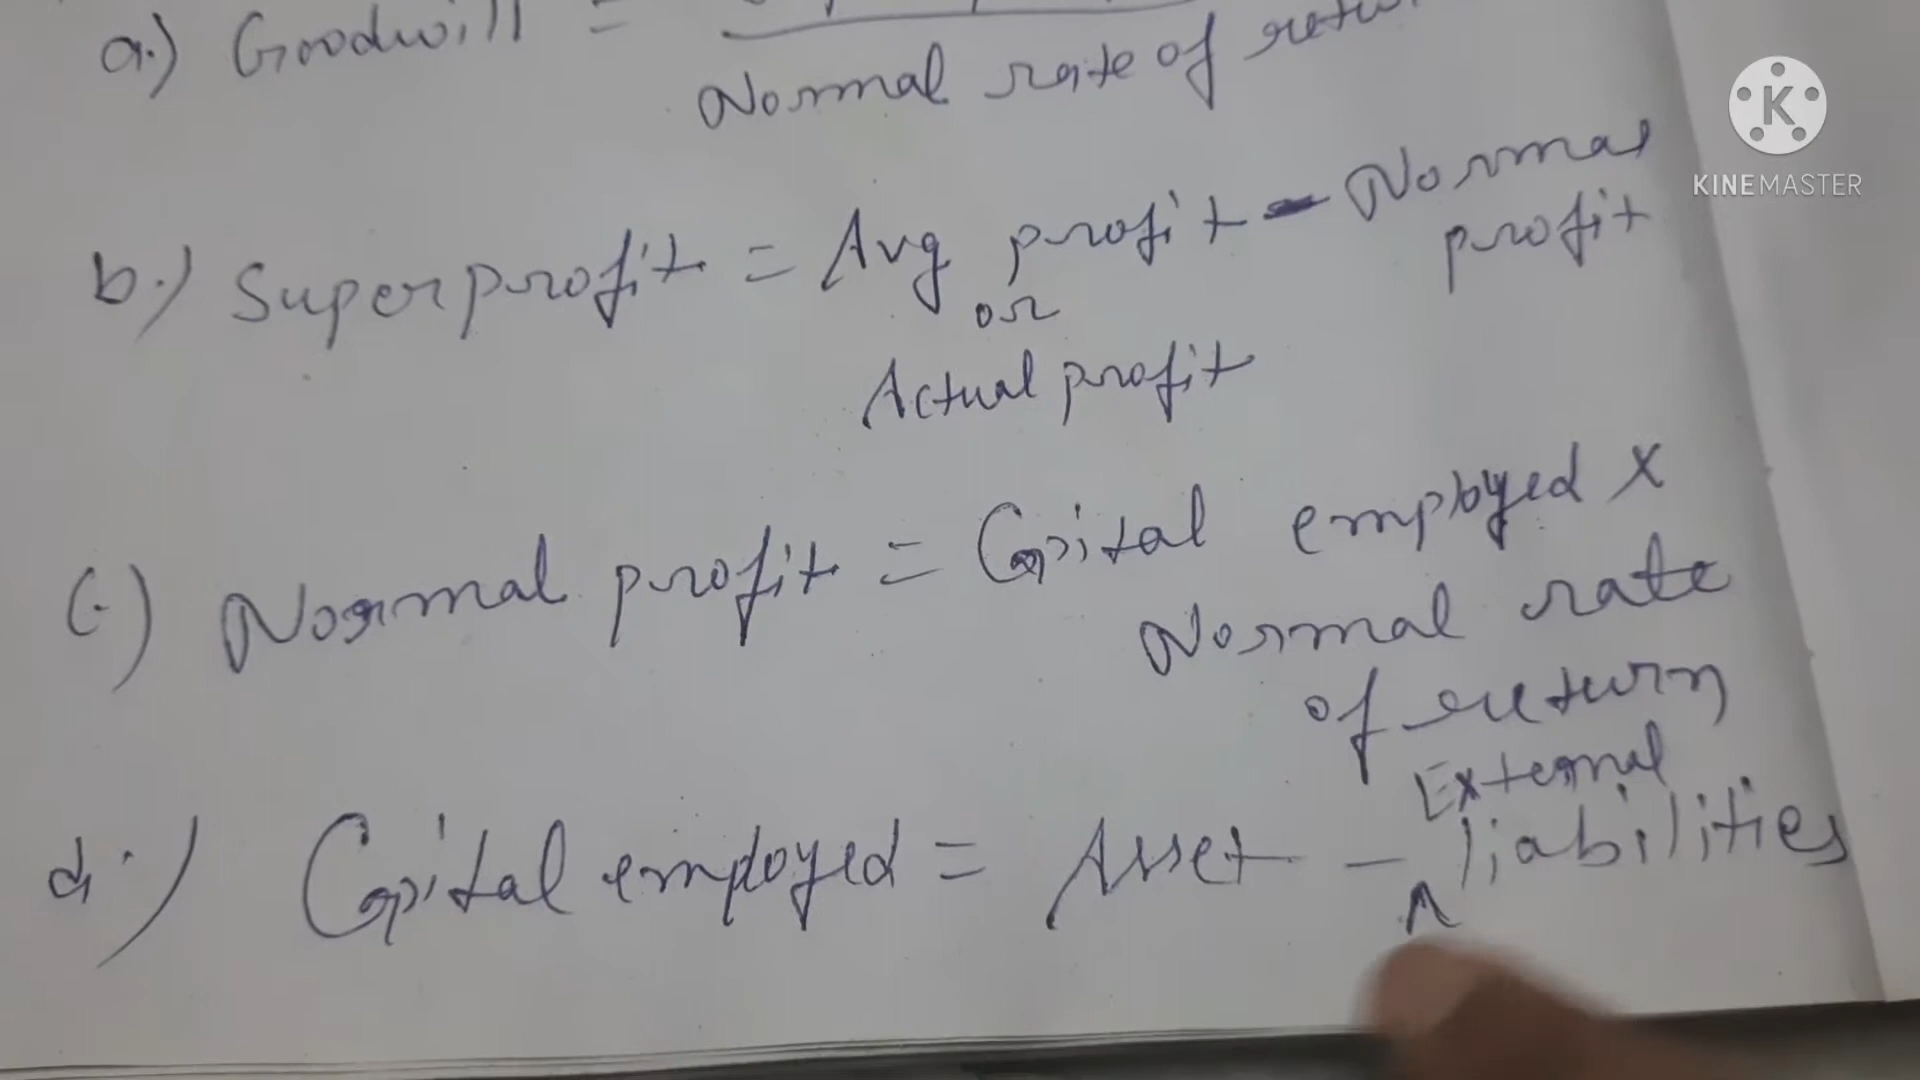 a.) Goodwill =
Normal rate of
K
KINEMASTER
b.) Superprofit = Avg profit - Normal
profit
or
Actual profit
(c.) Normal profit = Capital employed x
Normal rate
of return
External
d.) Capital employed = Asset - liabilities